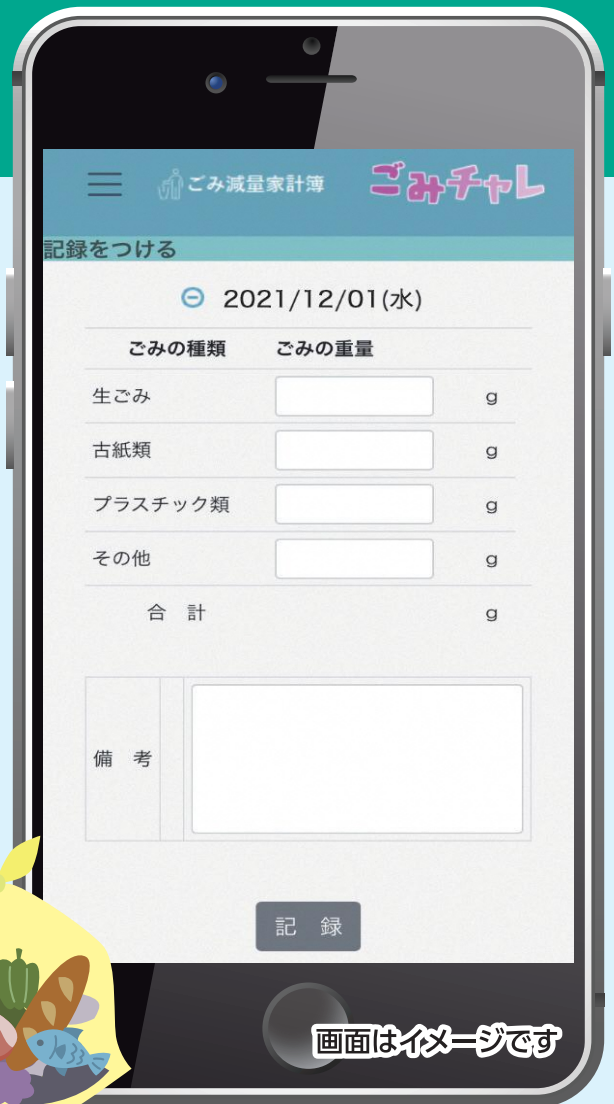 ごみ減量家計簿 ごみチャレ
記録をつける
2021/12/01(水)
ごみの種類 ごみの重量
生ごみ g
古紙類 g
プラスチック類 g
その他 g
合 計 g
備 考
記 録
画面はイメージです